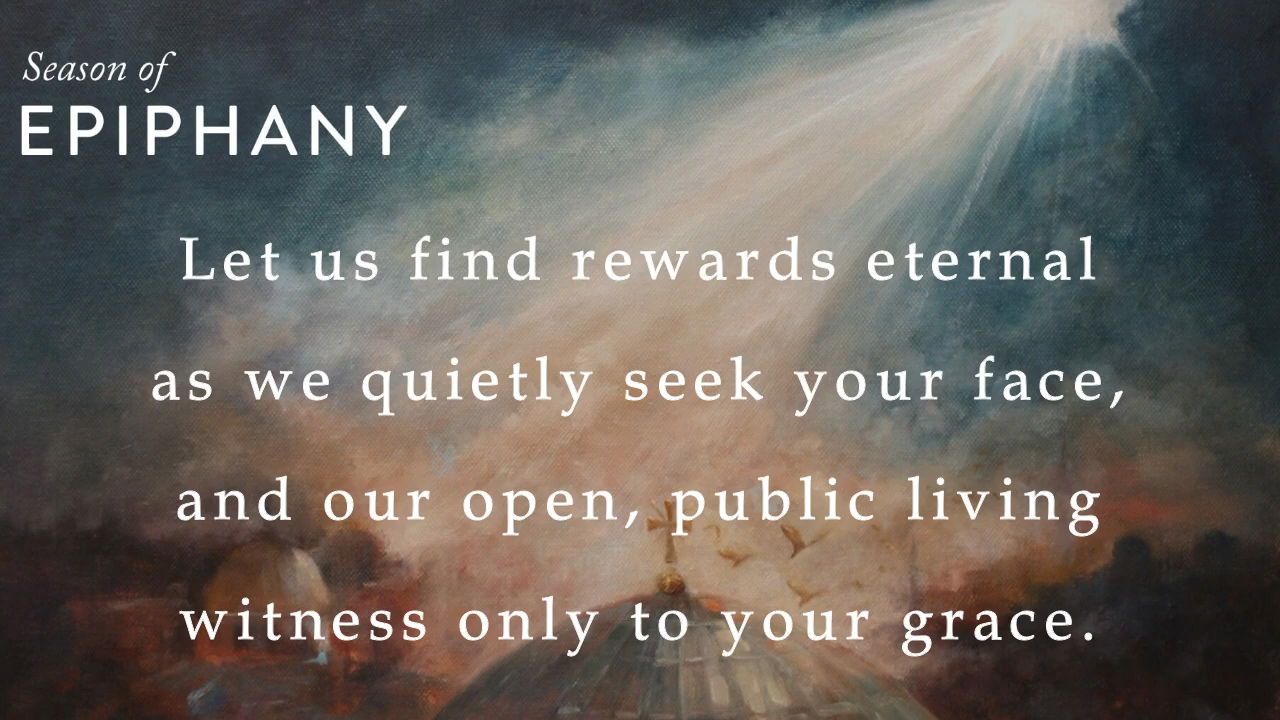 Season of
EPIPHANY
Let us find rewards eternal
as we quietly seek your face,
and our open, public living
witness only to your grace.